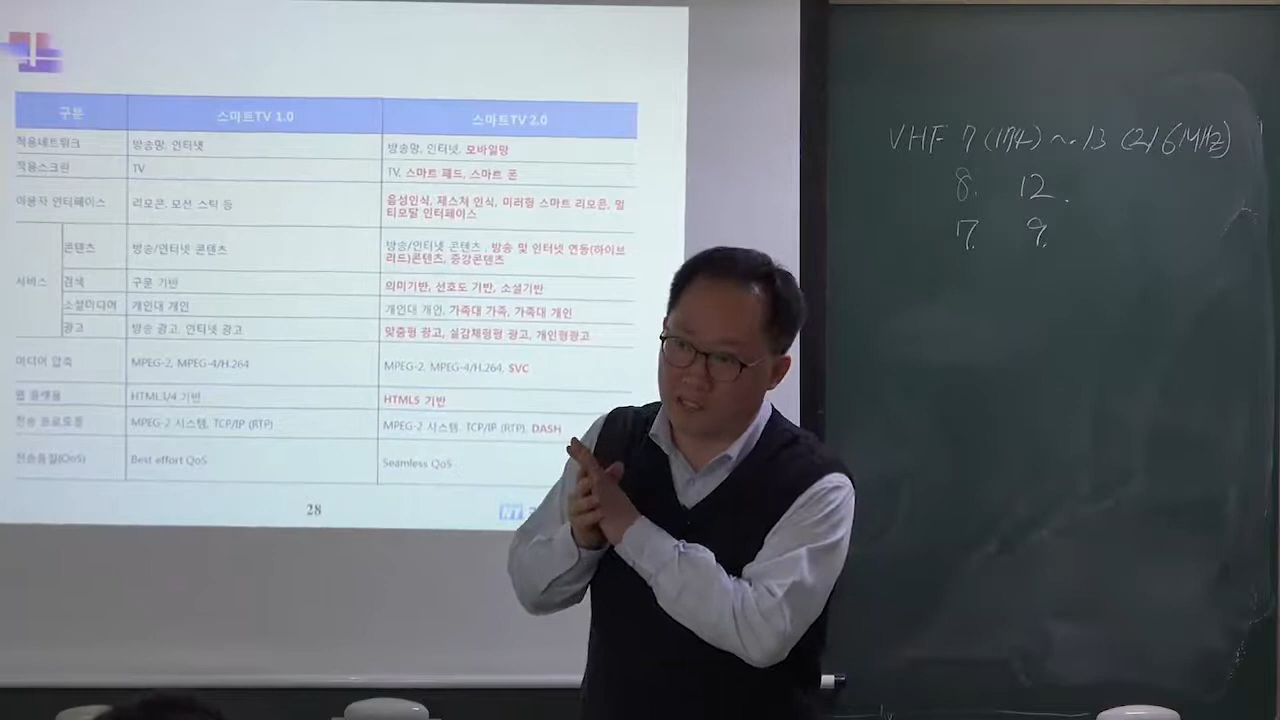 구분 스마트TV 1.0 스마트TV 2.0
적용네트워크 방송망, 인터넷 방송망, 인터넷, 모바일망
적용스크린 TV TV, 스마트 패드, 스마트 폰
이용자 인터페이스 리모콘, 모션 스틱 등 음성인식, 제스쳐 인식, 미러형 스마트 리모콘, 멀
티모달 인터페이스
서비스
콘텐츠 방송/인터넷 콘텐츠 방송/인터넷 콘텐츠, 방송 및 인터넷 연동(하이브
리드)콘텐츠, 증강콘텐츠
검색 구문 기반 의미기반, 선호도 기반, 소셜기반
소셜미디어 개인대 개인 개인대 개인, 가족대 가족, 가족대 개인
광고 방송 광고, 인터넷 광고 맞춤형 광고, 실감체험형 광고, 개인형광고
미디어 압축 MPEG-2, MPEG-4/H.264 MPEG-2, MPEG-4/H.264, SVC
웹 플랫폼 HTML3/4 기반 HTML5 기반
전송 프로토콜 MPEG-2 시스템, TCP/IP (RTP) MPEG-2 시스템, TCP/IP (RTP), DASH
전송품질(QoS) Best effort QoS Seamless QoS
28
VHF 7 (174) ~ 13 (216MHz)
8. 12.
7. 9.